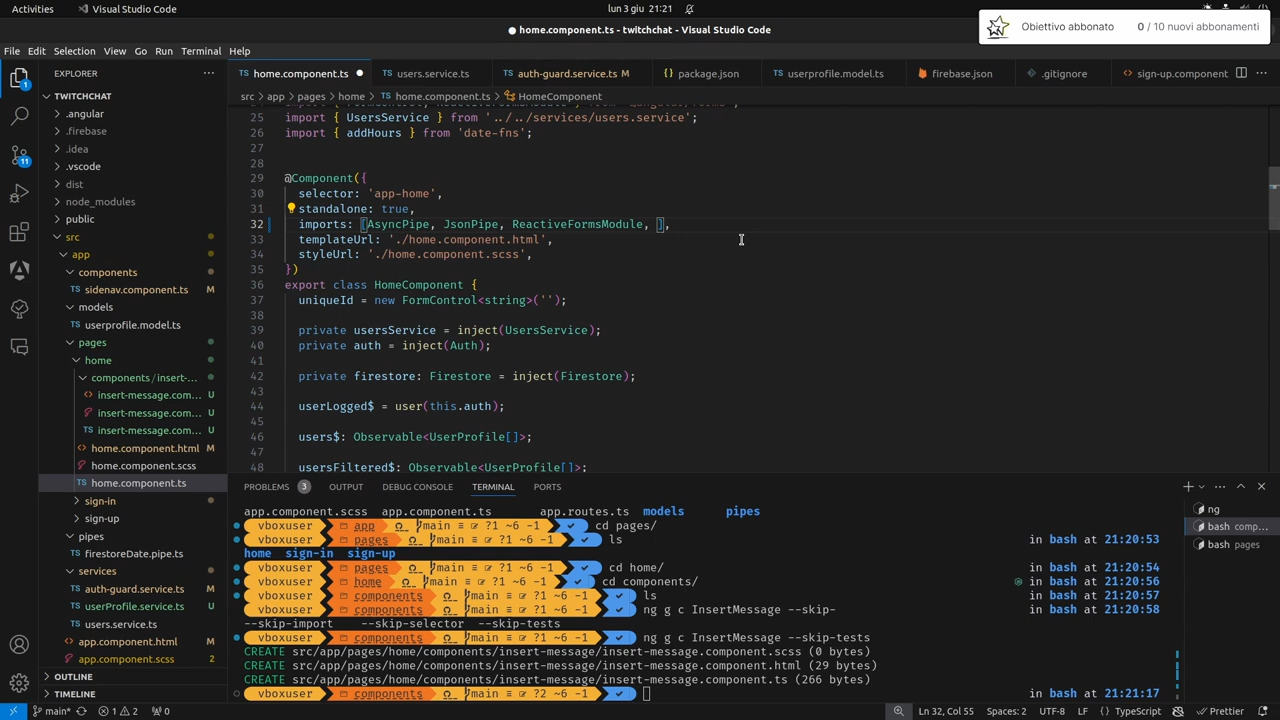 Activities
Visual Studio Code
lun 3 giu 21:21
Obiettivo abbonato 0 / 10 nuovi abbonamenti
home.component.ts - twitchchat - Visual Studio Code
File Edit Selection View Go Run Terminal Help
EXPLORER
home.component.ts
users.service.ts
auth-guard.service.ts M
package.json
userprofile.model.ts
firebase.json
.gitignore
sign-up.component
src > app > pages > home > home.component.ts > HomeComponent
TWITCHCHAT
.angular
.firebase
.idea
.vscode
dist
node_modules
public
src
app
components
sidenav.component.ts M
models
userprofile.model.ts
pages
home
components / insert-...
insert-message.com... U
insert-message.com... U
insert-message.com... U
home.component.html M
home.component.scss
home.component.ts
sign-in
sign-up
pipes
firestoreDate.pipe.ts
services
auth-guard.service.ts M
userProfile.service.ts U
users.service.ts
app.component.html M
app.component.scss 2
OUTLINE
TIMELINE
25 import { UsersService } from '../../services/users.service';
26 import { addHours } from 'date-fns';
27
28
29 @Component({
30 selector: 'app-home',
31 standalone: true,
32 imports: [AsyncPipe, JsonPipe, ReactiveFormsModule, ],
33 templateUrl: './home.component.html',
34 styleUrl: './home.component.scss',
35 })
36 export class HomeComponent {
37 uniqueId = new FormControl<string>('');
38
39 private usersService = inject(UsersService);
40 private auth = inject(Auth);
41
42 private firestore: Firestore = inject(Firestore);
43
44 userLogged$ = user(this.auth);
45
46 users$: Observable<UserProfile[]>;
47
48 usersFiltered$: Observable<UserProfile[]>;
PROBLEMS 3 OUTPUT DEBUG CONSOLE TERMINAL PORTS
app.component.scss app.component.ts app.routes.ts models pipes
vboxuser app main ≡ ?1 ~6 -1 cd pages/
vboxuser pages main ≡ ?1 ~6 -1 ls in bash at 21:20:53
home sign-in sign-up
vboxuser pages main ≡ ?1 ~6 -1 cd home/ in bash at 21:20:54
vboxuser home main ≡ ?1 ~6 -1 cd components/ in bash at 21:20:56
vboxuser components main ≡ ?1 ~6 -1 ls in bash at 21:20:57
vboxuser components main ≡ ?1 ~6 -1 ng g c InsertMessage --skip- in bash at 21:20:58
--skip-import --skip-selector --skip-tests
vboxuser components main ≡ ?1 ~6 -1 ng g c InsertMessage --skip-tests
CREATE src/app/pages/home/components/insert-message/insert-message.component.scss (0 bytes)
CREATE src/app/pages/home/components/insert-message/insert-message.component.html (29 bytes)
CREATE src/app/pages/home/components/insert-message/insert-message.component.ts (266 bytes)
vboxuser components main ≡ ?2 ~6 -1 in bash at 21:21:17
ng
bash comp...
bash pages
main* 1 2 0
Ln 32, Col 55 Spaces: 2 UTF-8 LF TypeScript Prettier